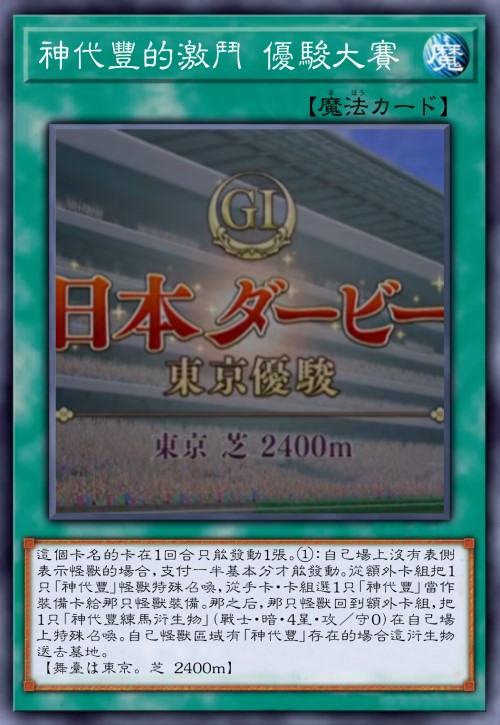 神代豐的激鬥 優駿大賽
魔
【魔法カード】
GI
日本ダービー
東京優駿
東京 芝 2400m
這個卡名的卡在1回合只能發動1張。①：自己場上沒有表側
表示怪獸的場合，支付一半基本分才能發動。從額外卡組把1
只「神代豐」怪獸特殊召喚，從手卡・卡組選1只「神代豐」當作
裝備卡給那只怪獸裝備。那之后，那只怪獸回到額外卡組，把
1只「神代豐練馬衍生物」（戰士・暗・4星・攻／守0）在自己場
上特殊召喚。自己怪獸區域有「神代豐」存在的場合這衍生物
送去墓地。
【舞臺は東京。芝 2400m】